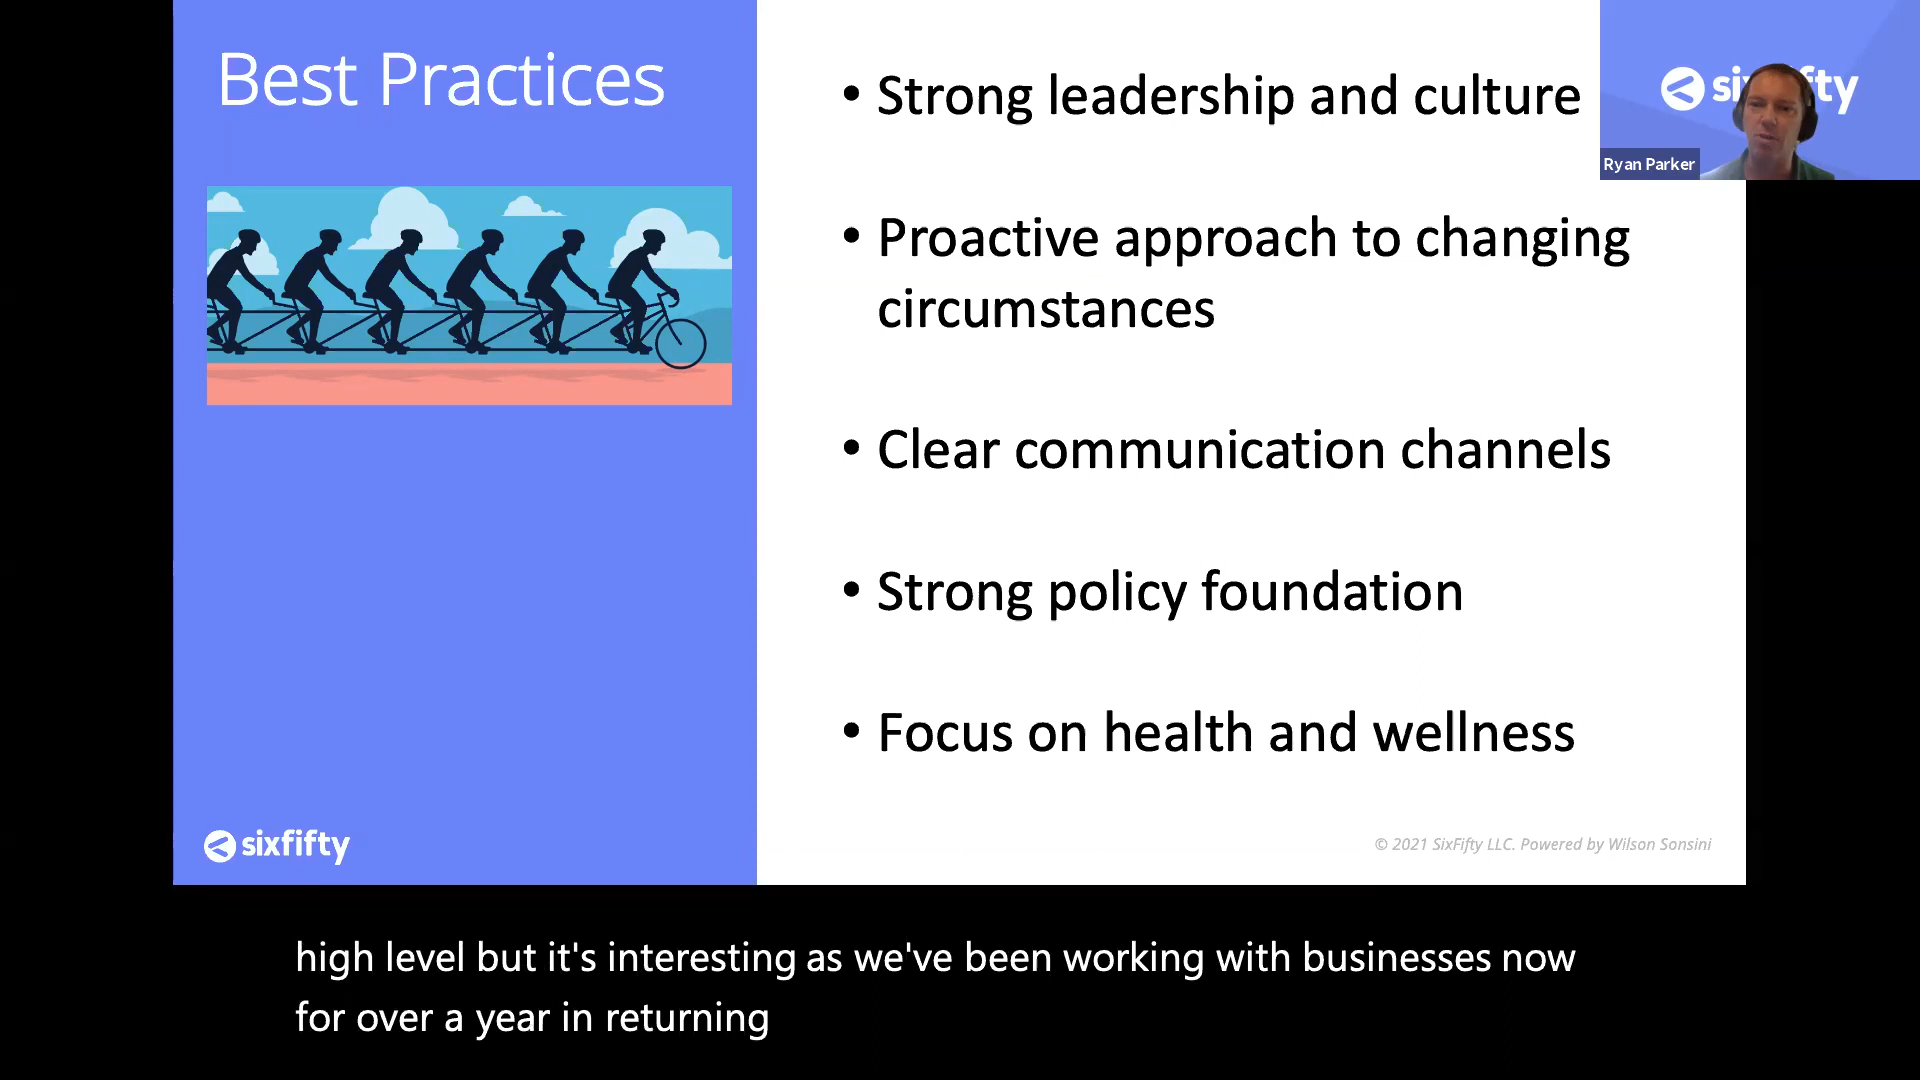 Best Practices
• Strong leadership and culture
• Proactive approach to changing
circumstances
• Clear communication channels
• Strong policy foundation
• Focus on health and wellness
sixfifty
© 2021 SixFifty LLC. Powered by Wilson Sonsini
Ryan Parker
high level but it's interesting as we've been working with businesses now
for over a year in returning